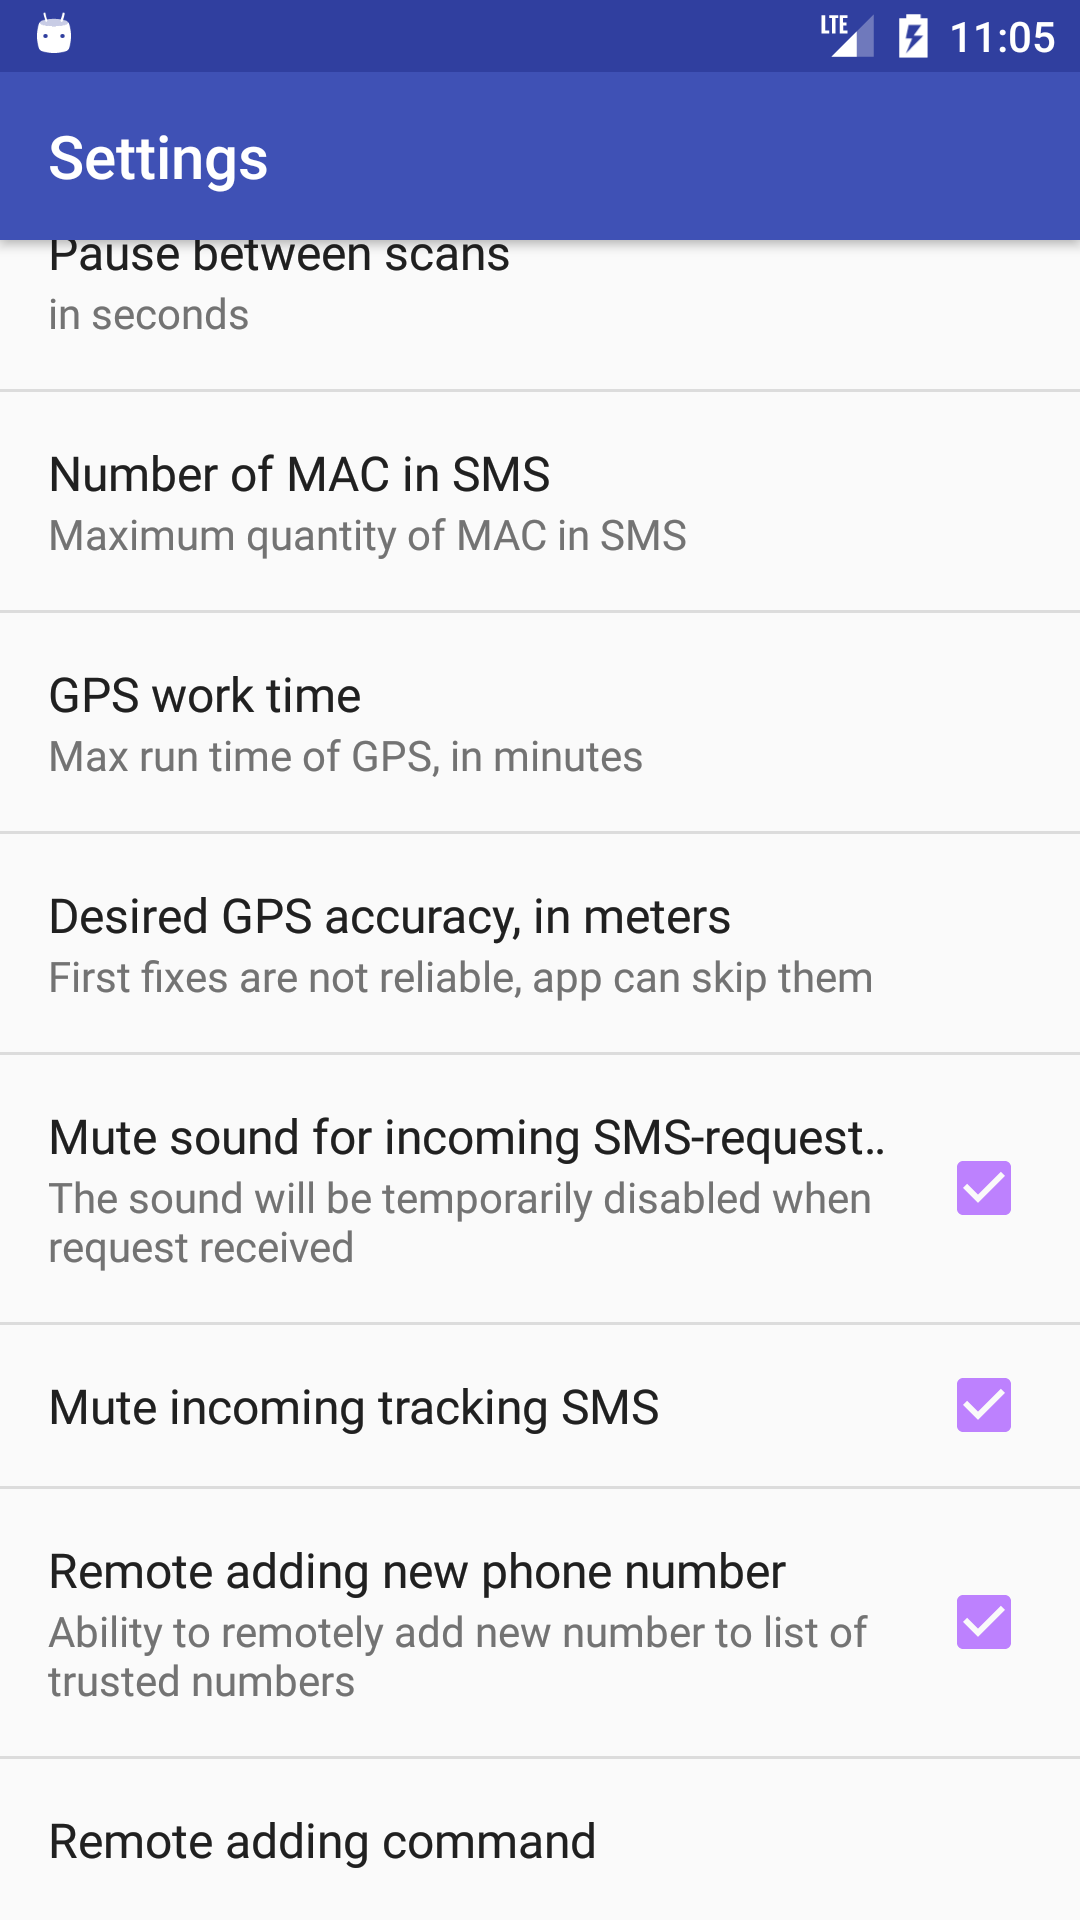 LTE 11:05
Settings
Pause between scans
in seconds
Number of MAC in SMS
Maximum quantity of MAC in SMS
GPS work time
Max run time of GPS, in minutes
Desired GPS accuracy, in meters
First fixes are not reliable, app can skip them
Mute sound for incoming SMS-request..
The sound will be temporarily disabled when
request received
Mute incoming tracking SMS
Remote adding new phone number
Ability to remotely add new number to list of
trusted numbers
Remote adding command